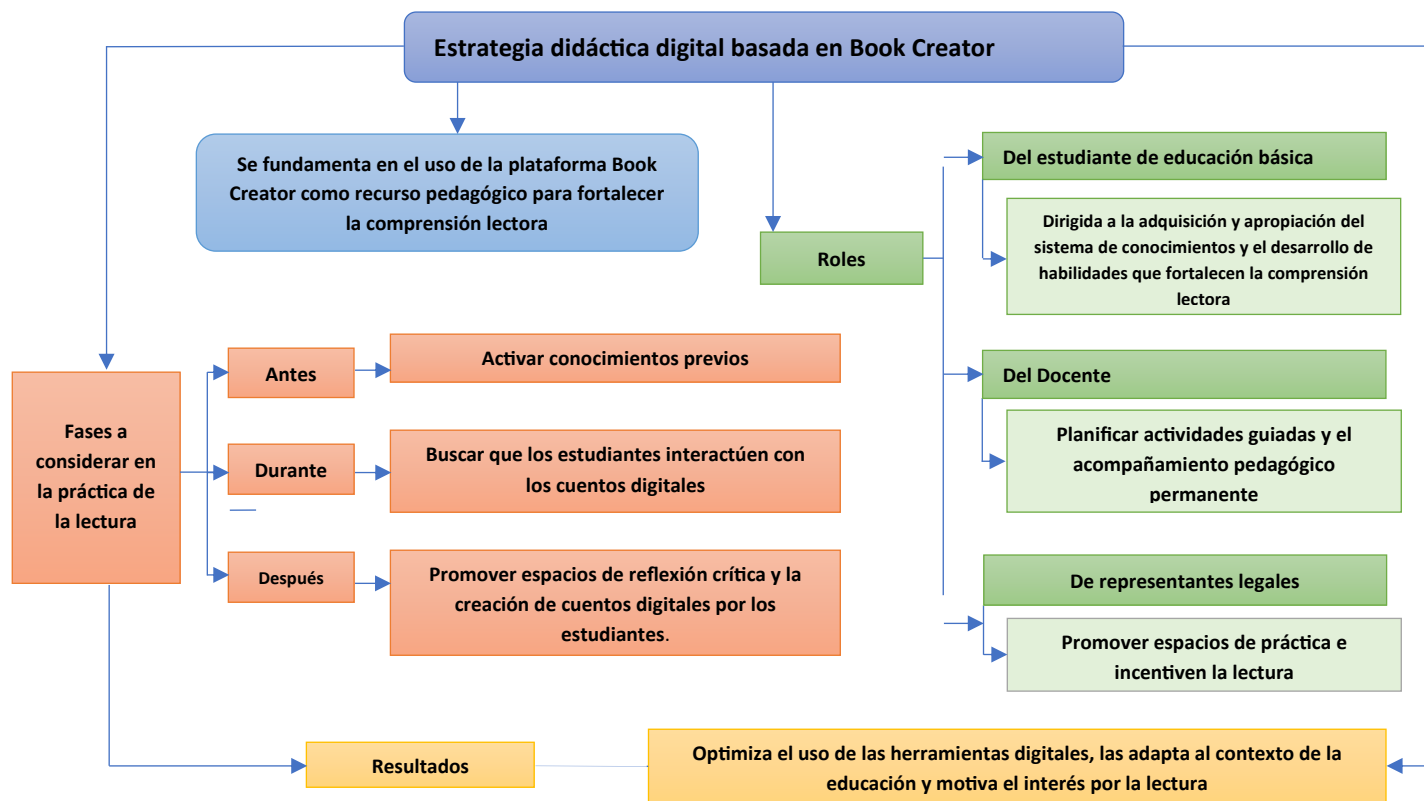 Estrategia didáctica digital basada en Book Creator
Se fundamenta en el uso de la plataforma Book
Creator como recurso pedagógico para fortalecer
la comprensión lectora
Roles
Del estudiante de educación básica
Dirigida a la adquisición y apropiación del
sistema de conocimientos y el desarrollo de
habilidades que fortalecen la comprensión
lectora
Del Docente
Planificar actividades guiadas y el
acompañamiento pedagógico
permanente
De representantes legales
Promover espacios de práctica e
incentiven la lectura
Fases a
considerar en
la práctica de
la lectura
Antes
Activar conocimientos previos
Durante
Buscar que los estudiantes interactúen con
los cuentos digitales
Después
Promover espacios de reflexión crítica y la
creación de cuentos digitales por los
estudiantes.
Resultados
Optimiza el uso de las herramientas digitales, las adapta al contexto de la
educación y motiva el interés por la lectura